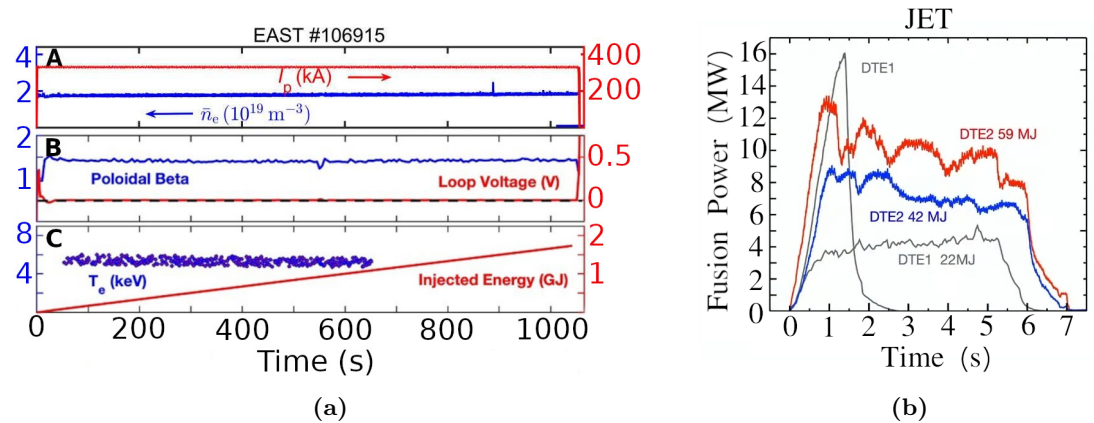 EAST #106915
A
4
2
400
200
I_p (kA)
n̄_e (10^19 m^−3)
B
2
1
0.5
0
Poloidal Beta
Loop Voltage (V)
C
8
4
2
1
T_e (keV)
Injected Energy (GJ)
0 200 400 600 800 1000
Time (s)
(a)
JET
Fusion Power (MW)
16
14
12
10
8
6
4
2
0
DTE1
DTE2 59 MJ
DTE2 42 MJ
DTE1 22MJ
0 1 2 3 4 5 6 7
Time (s)
(b)